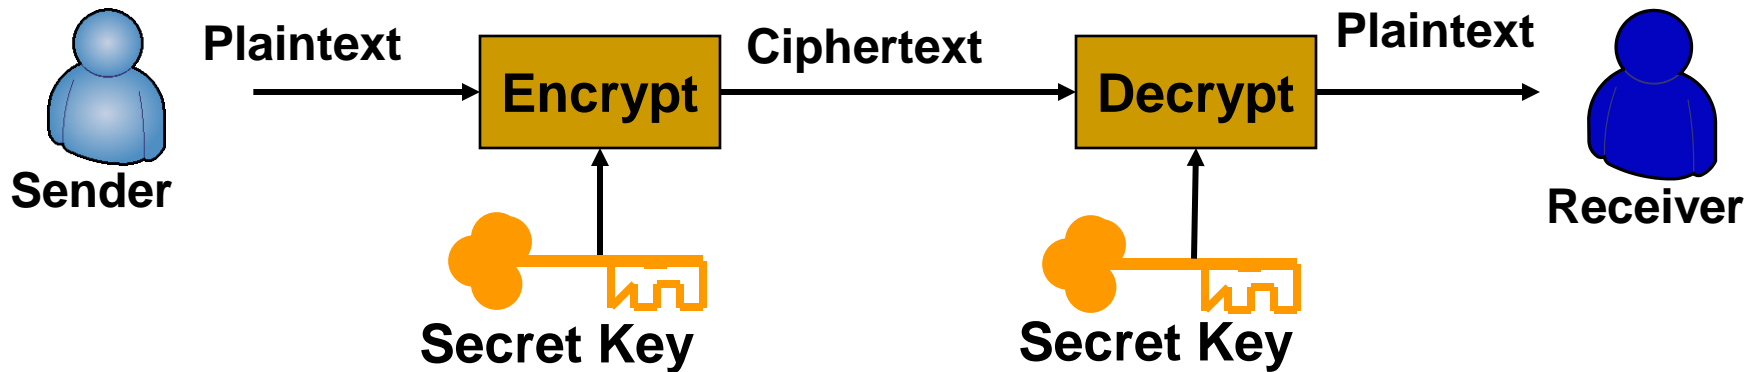 Plaintext
Ciphertext
Plaintext
Encrypt
Decrypt
Sender
Receiver
Secret Key
Secret Key